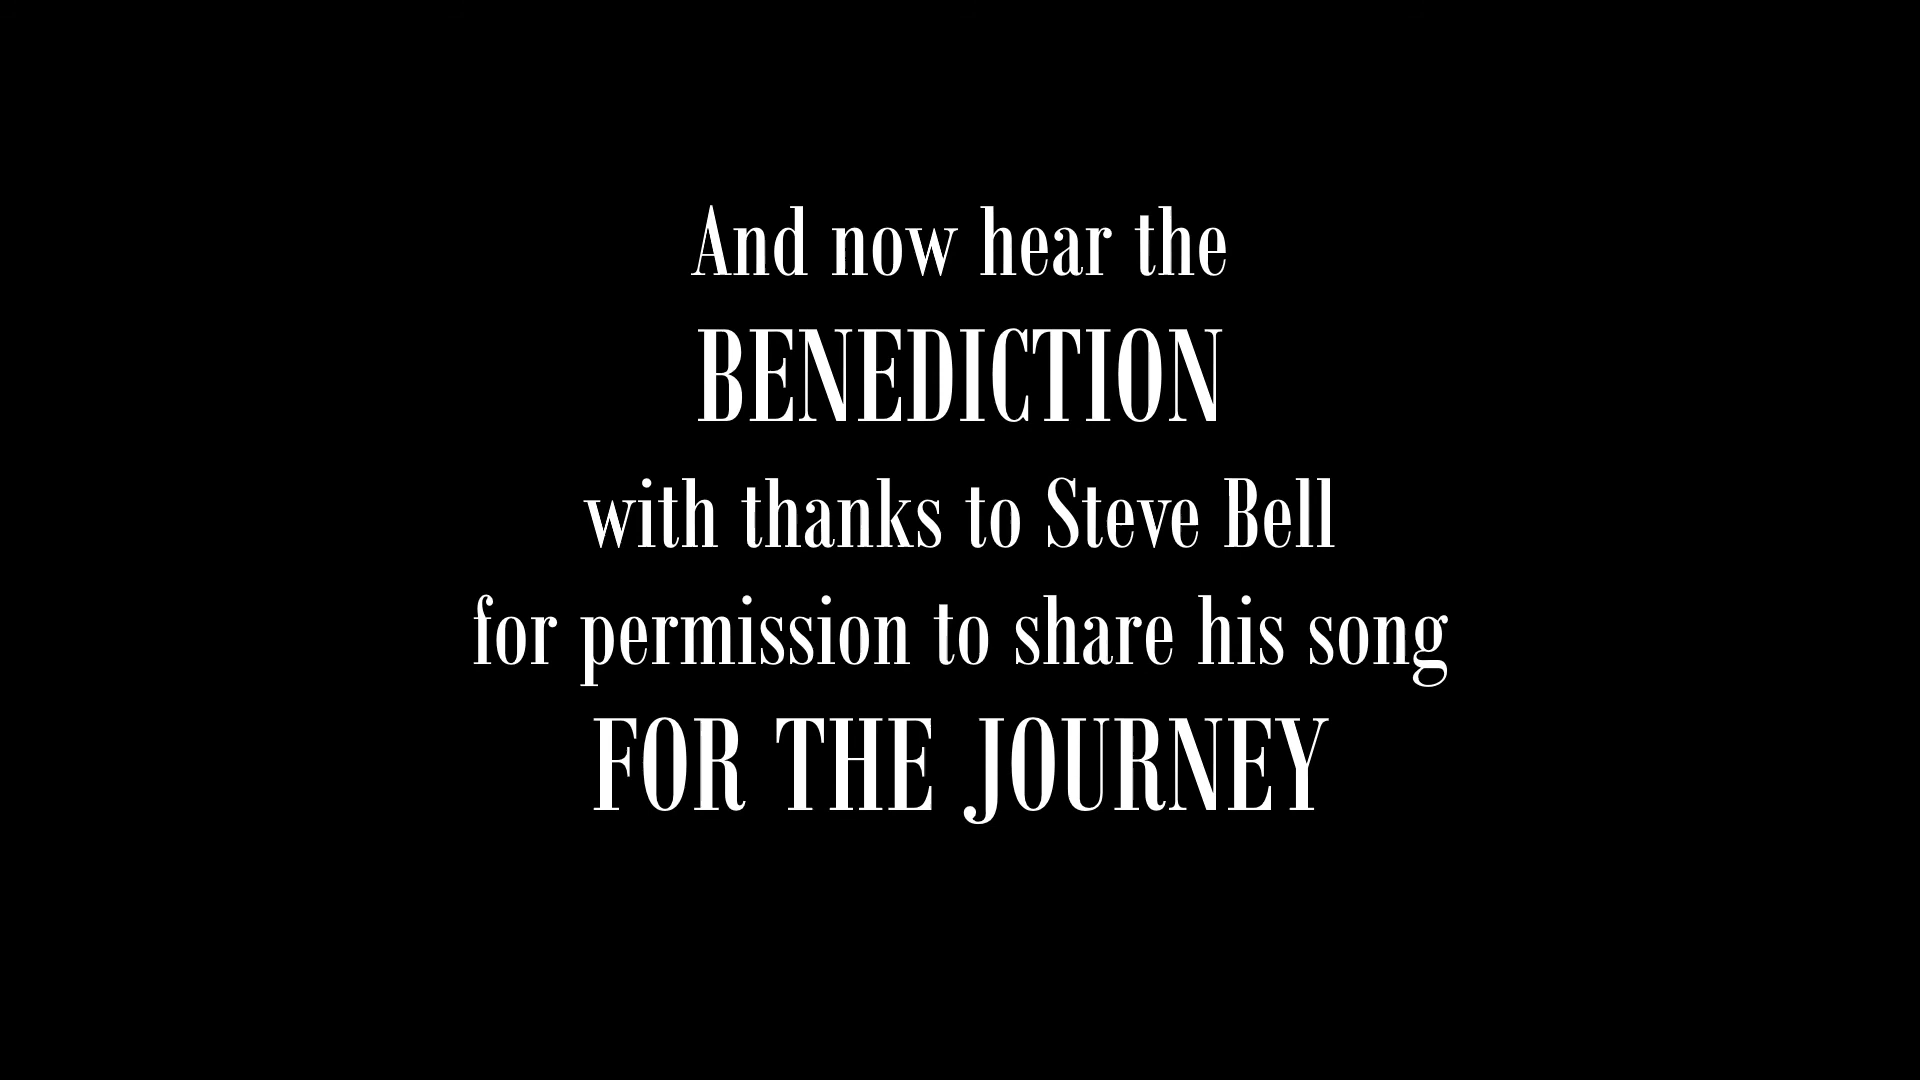 And now hear the
BENEDICTION
with thanks to Steve Bell
for permission to share his song
FOR THE JOURNEY